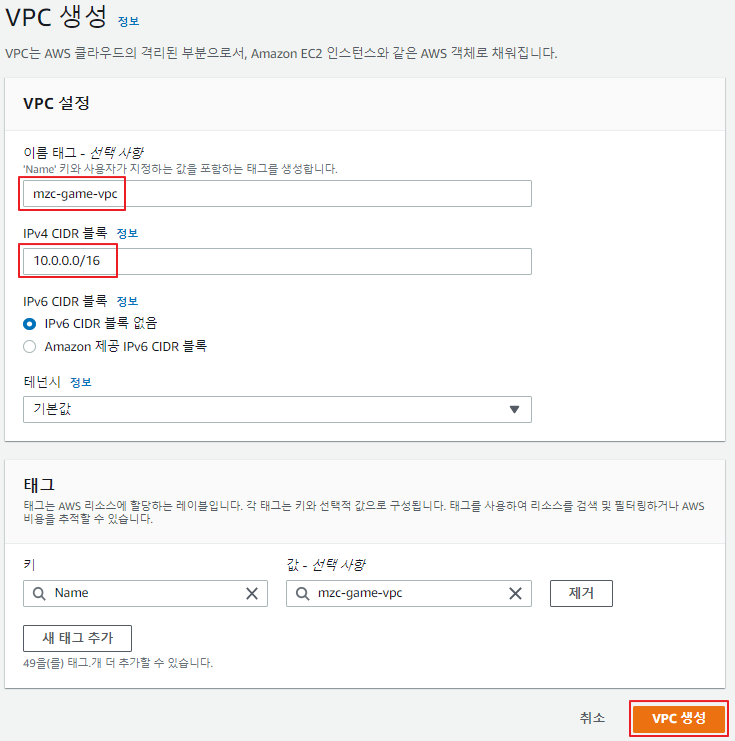 VPC 생성 정보
VPC는 AWS 클라우드의 격리된 부분으로서, Amazon EC2 인스턴스와 같은 AWS 객체로 채워집니다.
VPC 설정
이름 태그 - 선택 사항
'Name' 키와 사용자가 지정하는 값을 포함하는 태그를 생성합니다.
mzc-game-vpc
IPv4 CIDR 블록 정보
10.0.0.0/16
IPv6 CIDR 블록 정보
IPv6 CIDR 블록 없음
Amazon 제공 IPv6 CIDR 블록
테넌시 정보
기본값
태그
태그는 AWS 리소스에 할당하는 레이블입니다. 각 태그는 키와 선택적 값으로 구성됩니다. 태그를 사용하여 리소스를 검색 및 필터링하거나 AWS
비용을 추적할 수 있습니다.
키 값 - 선택 사항
Name mzc-game-vpc 제거
새 태그 추가
49을(를) 태그.개 더 추가할 수 있습니다.
취소 VPC 생성